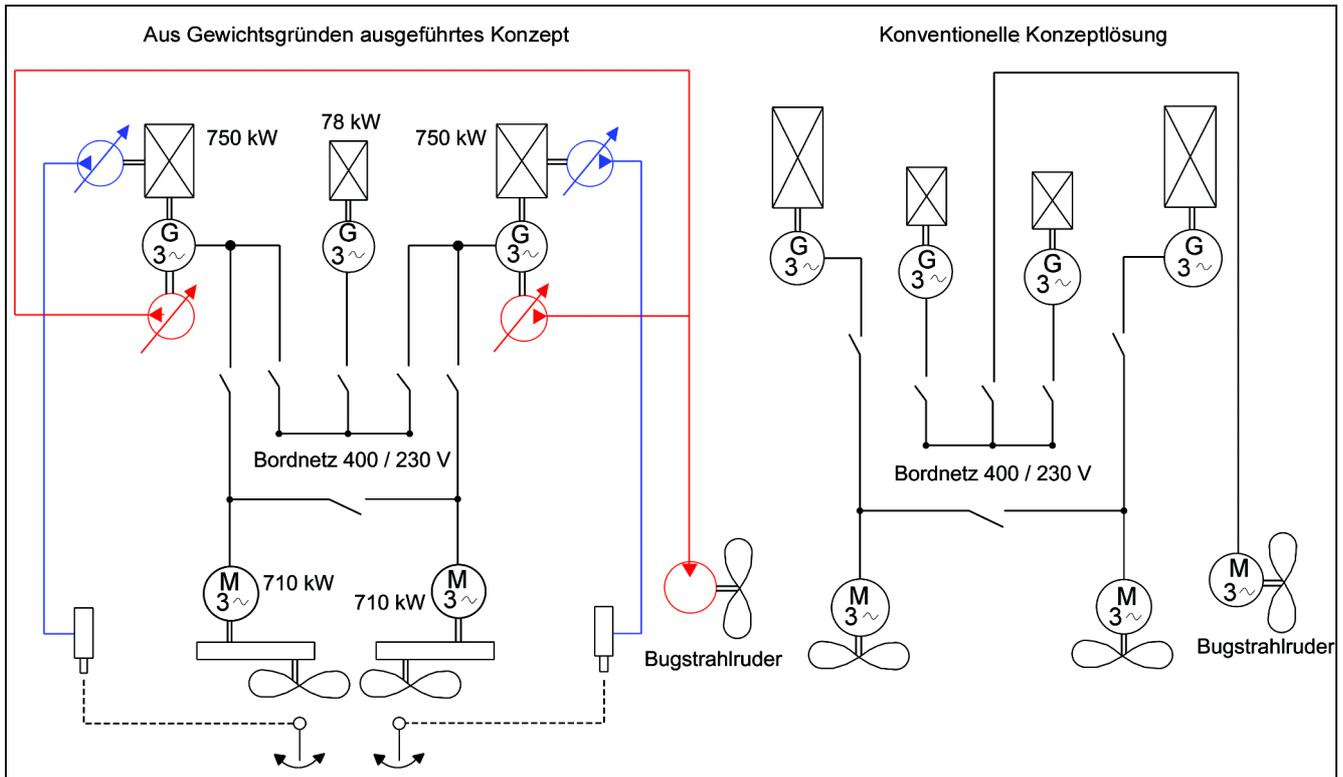 Aus Gewichtsgründen ausgeführtes Konzept
Konventionelle Konzeptlösung
750 kW
78 kW
750 kW
G
3~
G
3~
G
3~
G
3~
G
3~
G
3~
G
3~
Bordnetz 400 / 230 V
Bordnetz 400 / 230 V
M
3~
710 kW
710 kW
M
3~
M
3~
M
3~
M
3~
Bugstrahlruder
Bugstrahlruder